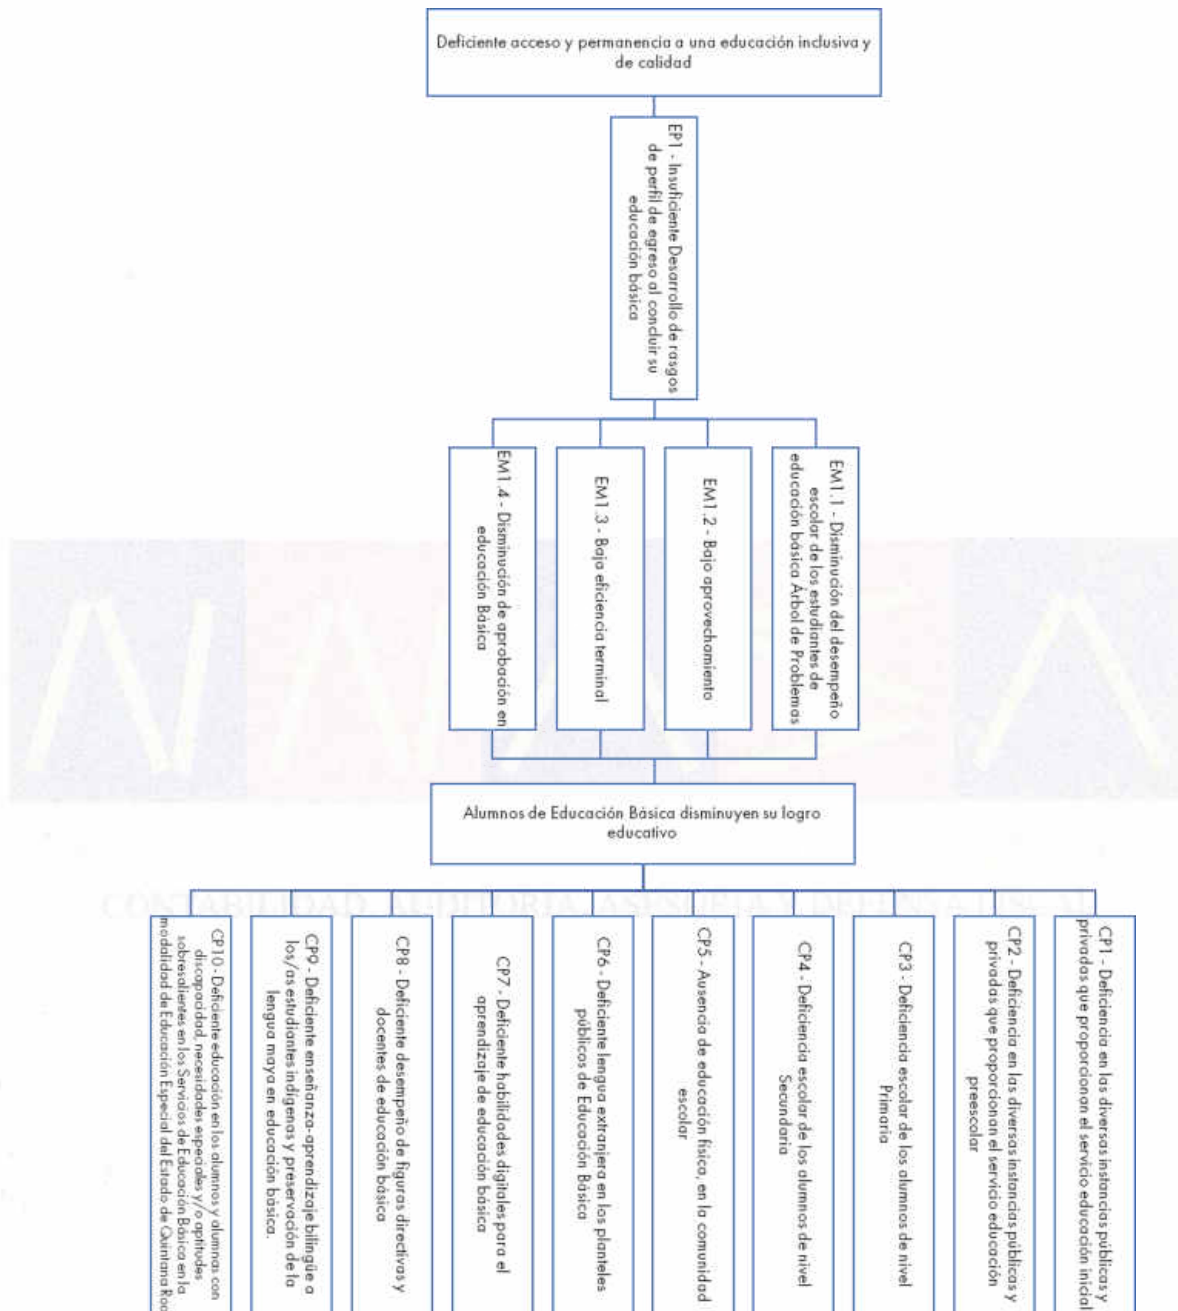 Deficiente acceso y permanencia a una educación inclusiva y
de calidad
EP1 - Insuficiente Desarrollo de rasgos
de perfil de egreso al concluir su
educación básica
EM1.1 - Disminución del desempeño
escolar de los estudiantes de
educación básica Árbol de Problemas
EM1.2 - Bajo aprovechamiento
EM1.3 - Baja eficiencia terminal
EM1.4 - Disminución de aprobación en
educación Básica
Alumnos de Educación Básica disminuyen su logro
educativo
CONTABILIDAD, AUDITORIA, ASESORIA Y DEFENSA FISCAL
CP1 - Deficiencia en las diversas instancias públicas y
privadas que proporcionan el servicio educación inicial
CP2 - Deficiencia en las diversas instancias públicas y
privadas que proporcionan el servicio educación
preescolar
CP3 - Deficiencia escolar de los alumnos de nivel
Primaria
CP4 - Deficiencia escolar de los alumnos de nivel
Secundaria
CP5 - Ausencia de educación física, en la comunidad
escolar
CP6 - Deficiente lengua extranjera en los planteles
públicos de Educación Básica
CP7 - Deficiente habilidades digitales para el
aprendizaje de educación básica
CP8 - Deficiente desempeño de figuras directivas y
docentes de educación básica
CP9 - Deficiente enseñanza-aprendizaje bilingüe a
los/as estudiantes indígenas y preservación de la
lengua maya en educación básica.
CP10 - Deficiente educación en los alumnos y alumnas con
discapacidad, necesidades especiales y/o aptitudes
sobresalientes en los Servicios de Educación Básica en la
modalidad de Educación Especial del Estado de Quintana Roo